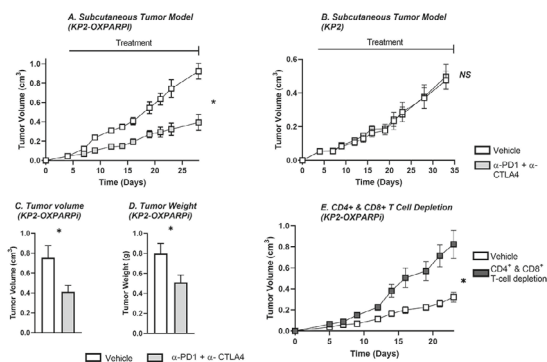 A. Subcutaneous Tumor Model
(KP2-OXPARPI)
Treatment
Tumor Volume (cm³)
1.0
0.8
0.6
0.4
0.2
0.0
*
0 5 10 15 20 25
Time (Days)
B. Subcutaneous Tumor Model
(KP2)
Treatment
Tumor Volume (cm³)
0.6
0.4
0.2
0.0
NS
0 5 10 15 20 25 30 35
Time (Days)
Vehicle
α-PD1 + α-
CTLA4
C. Tumor volume
(KP2-OXPARPi)
Tumor Volume (cm³)
1.0
0.8
0.6
0.4
0.2
0.0
*
D. Tumor Weight
(KP2-OXPARPi)
Tumor Weight (g)
1.0
0.8
0.6
0.4
0.2
0.0
*
Vehicle
α-PD1 + α- CTLA4
E. CD4+ & CD8+ T Cell Depletion
(KP2-OXPARPi)
Tumor Volume (cm³)
1.0
0.8
0.6
0.4
0.2
0.0
*
0 5 10 15 20
Time (Days)
Vehicle
CD4⁺ & CD8⁺
T-cell depletion